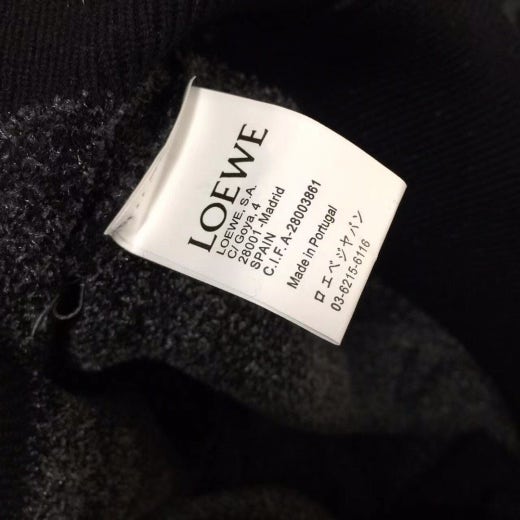 LOEWE
LOEWE, S.A.
C/ Goya, 4
28001 -Madrid
SPAIN
C.I.F. A-28003861
Made in Portugal
ロエベジャパン
03-6215-6116